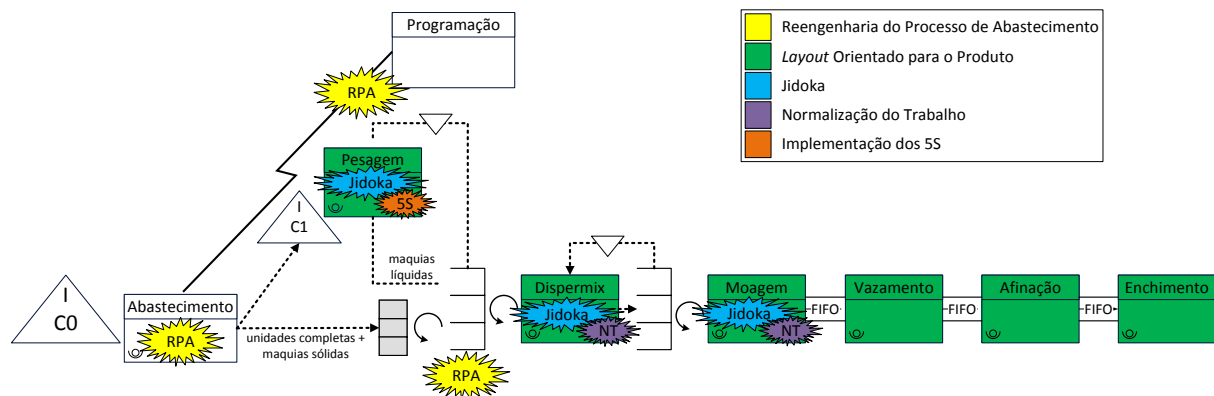 Programação
RPA
Reengenharia do Processo de Abastecimento
Layout Orientado para o Produto
Jidoka
Normalização do Trabalho
Implementação dos 5S
Pesagem
Jidoka
5S
I
C1
maquias
líquidas
I
C0
Abastecimento
RPA
unidades completas +
maquias sólidas
RPA
Dispermix
Jidoka
NT
Moagem
Jidoka
NT
FIFO
Vazamento
FIFO
Afinação
FIFO
Enchimento